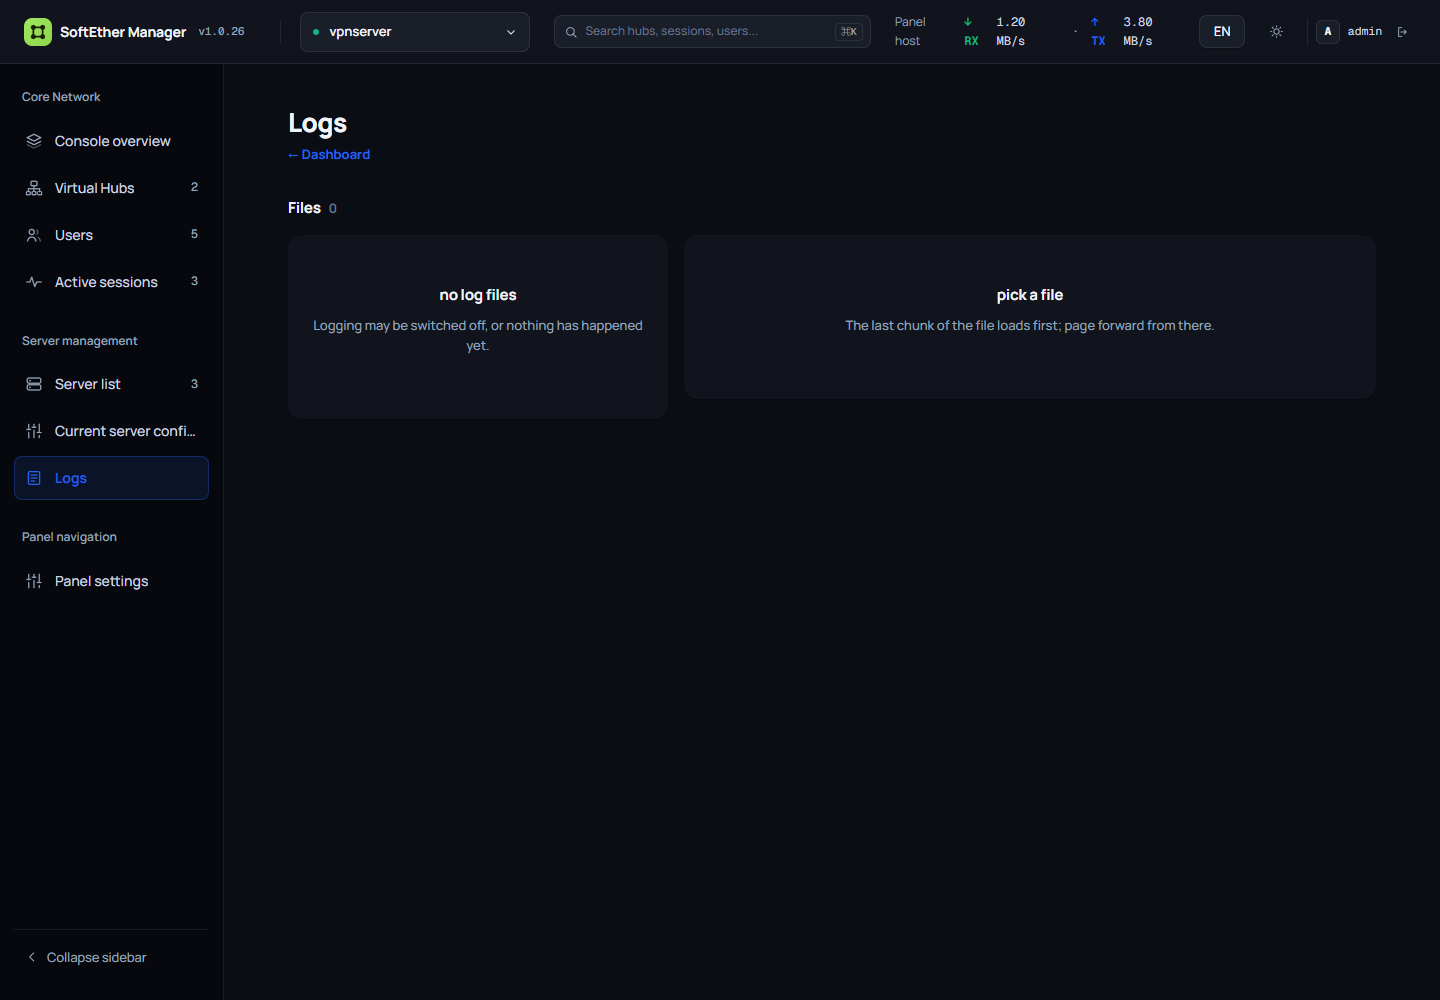 SoftEther Manager v1.0.26
vpnserver
Search hubs, sessions, users... ⌘K
Panel host
↓ RX 1.20 MB/s
·
↑ TX 3.80 MB/s
EN
A admin
Core Network
Console overview
Virtual Hubs 2
Users 5
Active sessions 3
Server management
Server list 3
Current server confi...
Logs
Panel navigation
Panel settings
Collapse sidebar
Logs
← Dashboard
Files 0
no log files
Logging may be switched off, or nothing has happened
yet.
pick a file
The last chunk of the file loads first; page forward from there.